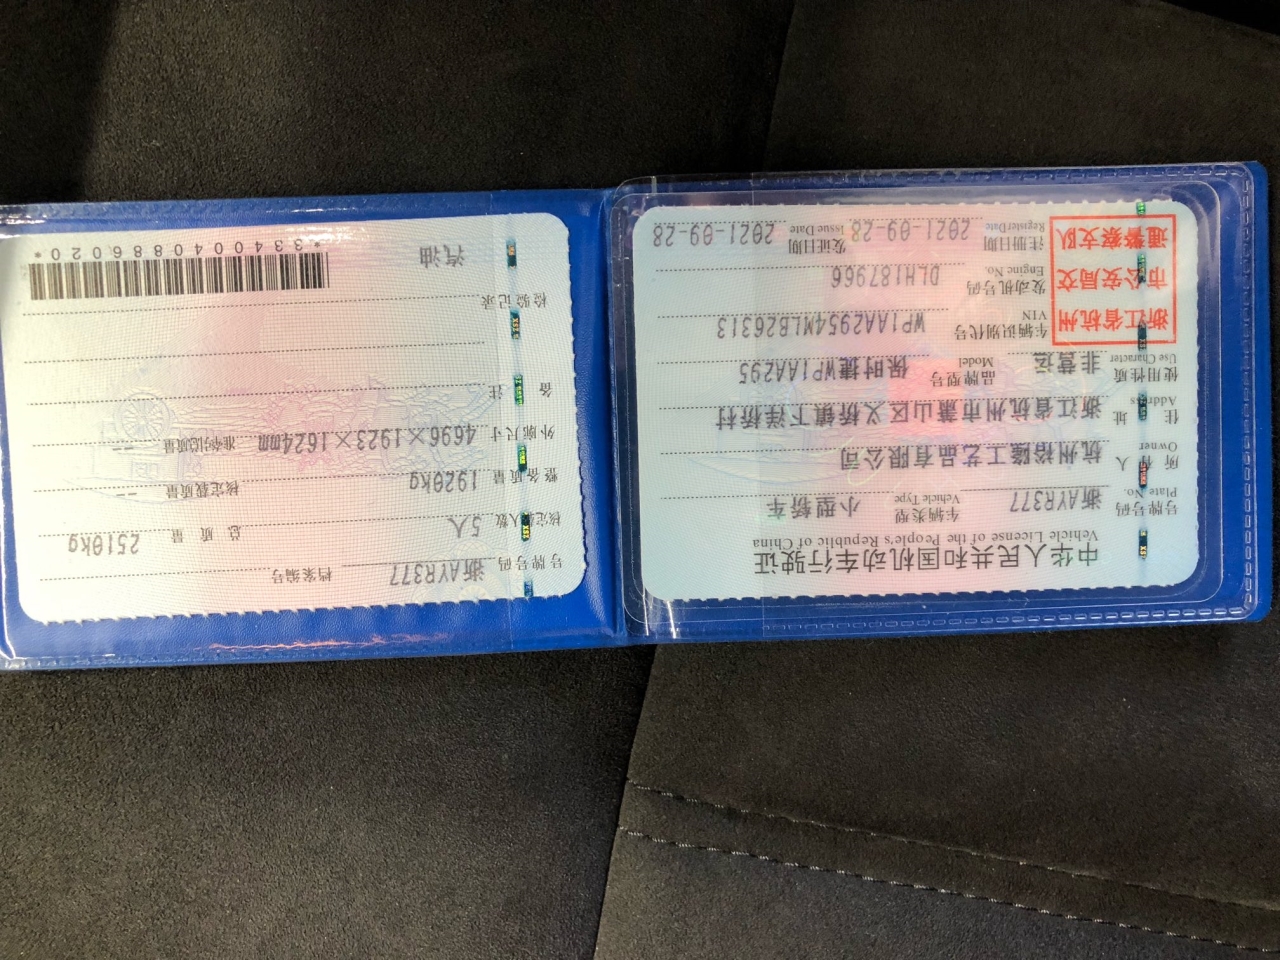 中华人民共和国机动车行驶证
Vehicle License of the People's Republic of China
号牌号码 浙AYR377 车辆类型 小型轿车
Plate No. Vehicle Type
所有人 杭州裕隆工艺品有限公司
Owner
住址 浙江省杭州市萧山区义桥镇下洋桥村
Address
使用性质 非营运 品牌型号 保时捷WP1AA295
Use Character Model
浙江省杭州
市公安局交
通警察支队
车辆识别代号 WP1AA2954MLB26313
VIN
发动机号码 DLH187966
Engine No.
注册日期 2021-09-28 发证日期 2021-09-28
Register Date Issue Date
号牌号码 浙AYR377 档案编号
核定人数 5人 总质量 2510kg
整备质量 1920kg 核定载质量 --
外廓尺寸 4696×1923×1624mm 准牵引总质量 --
备注
检验记录
汽油
*3340040886020*